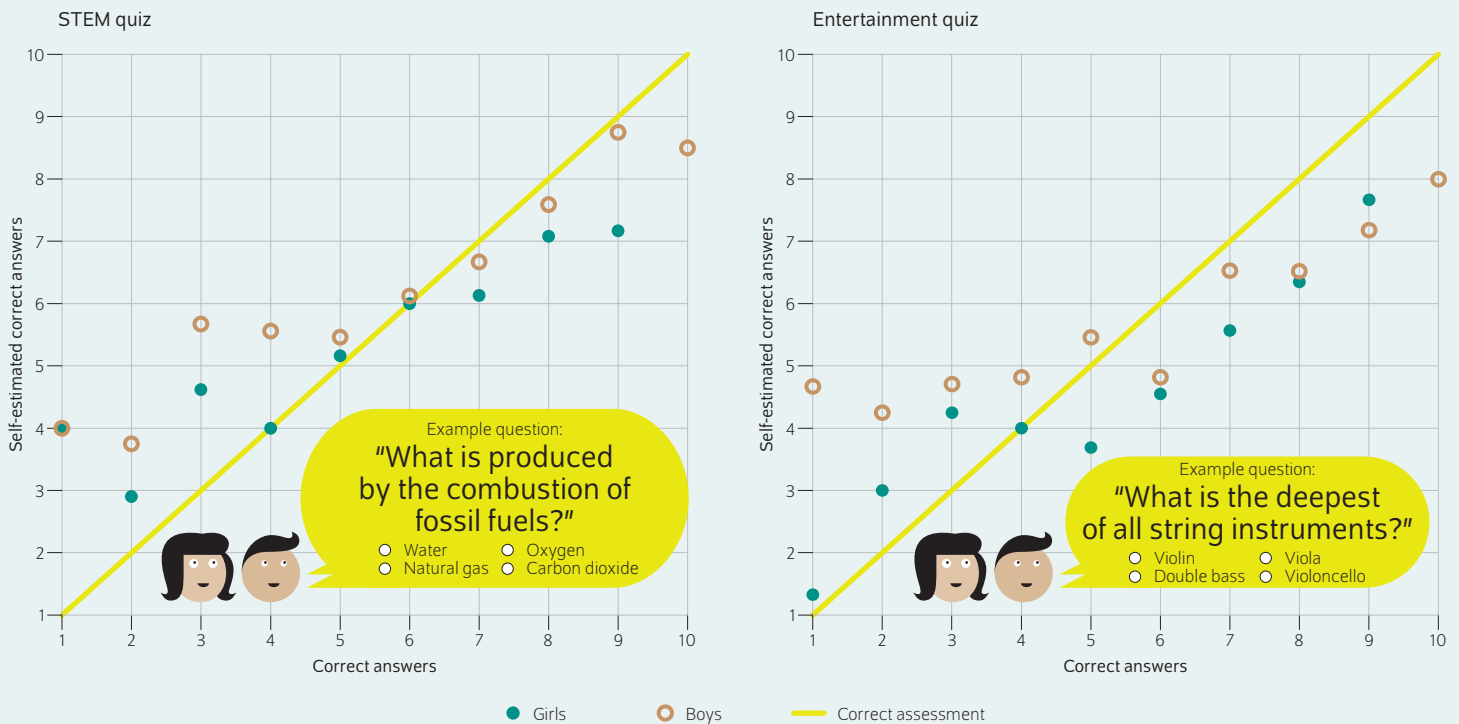 STEM quiz
10
9
8
7
6
5
4
3
2
1
Self-estimated correct answers
1 2 3 4 5 6 7 8 9 10
Correct answers
Example question:
"What is produced
by the combustion of
fossil fuels?"
Water Oxygen
Natural gas Carbon dioxide
Entertainment quiz
10
9
8
7
6
5
4
3
2
1
Self-estimated correct answers
1 2 3 4 5 6 7 8 9 10
Correct answers
Example question:
"What is the deepest
of all string instruments?"
Violin Viola
Double bass Violoncello
Girls Boys Correct assessment